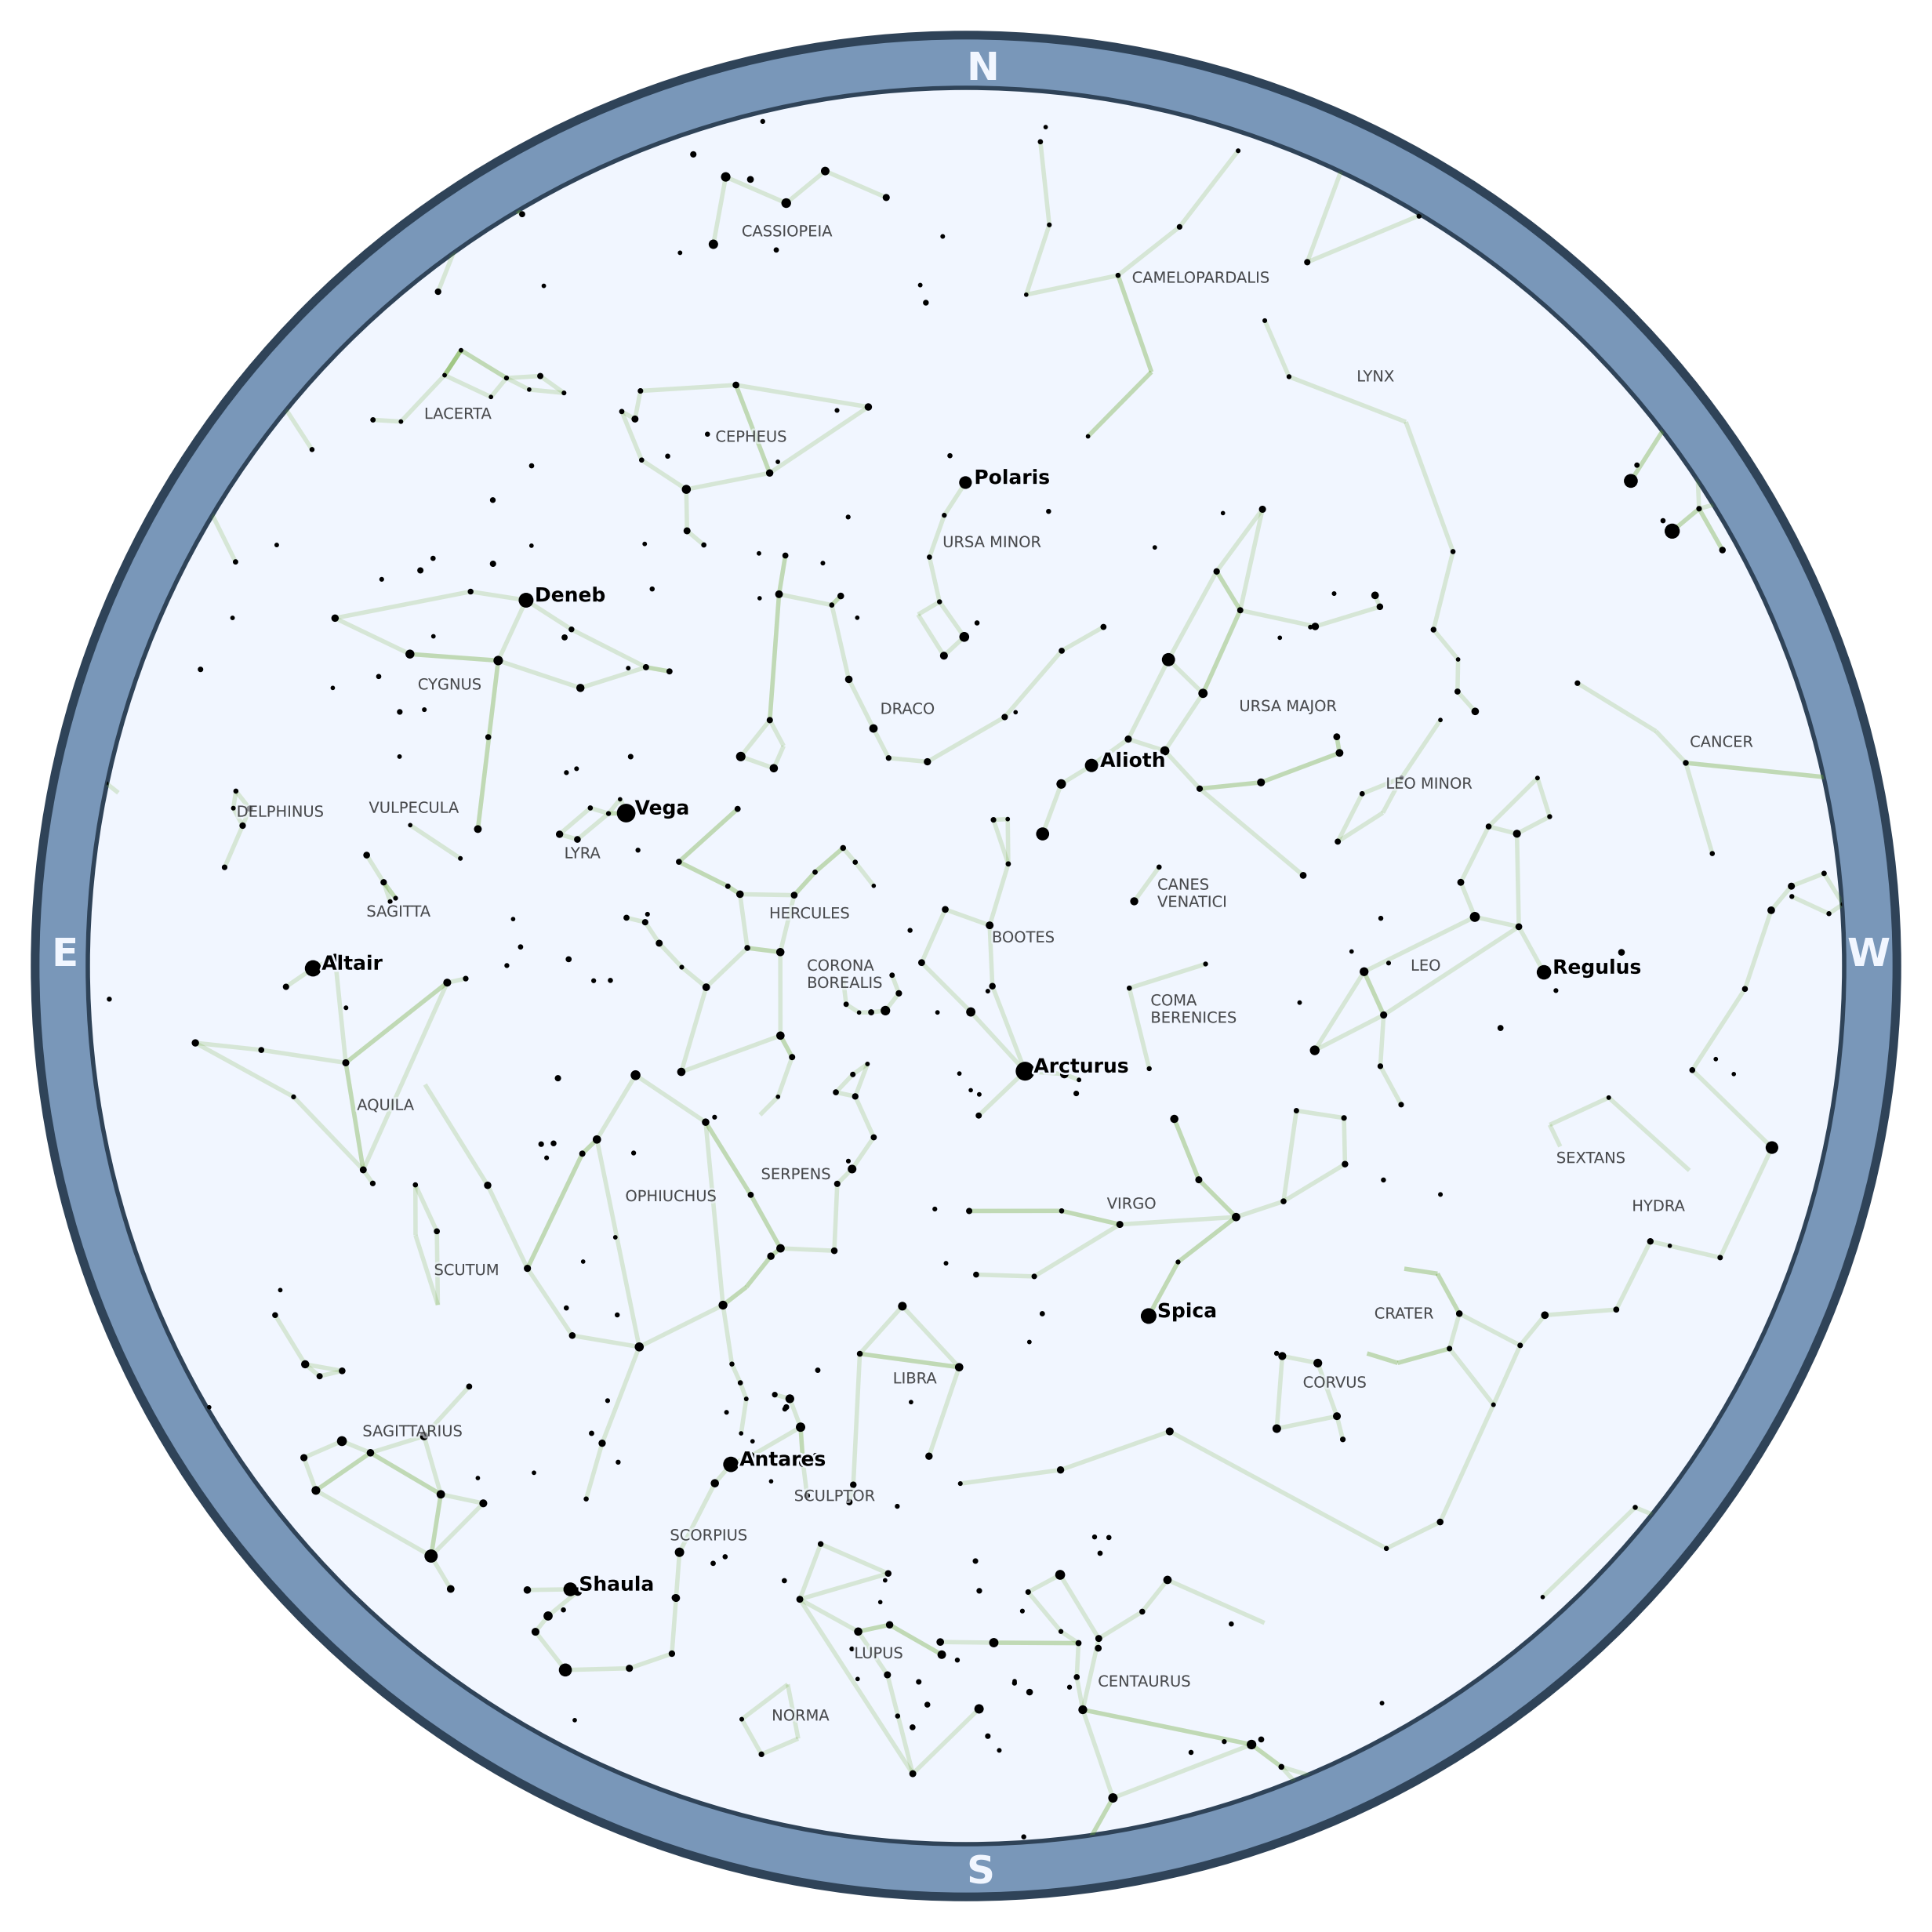 N
CASSIOPEIA
CAMELOPARDALIS
LYNX
LACERTA
CEPHEUS
Polaris
URSA MINOR
Deneb
CYGNUS
DRACO
URSA MAJOR
CANCER
Alioth
LEO MINOR
DELPHINUS
VULPECULA
Vega
LYRA
CANES
VENATICI
SAGITTA
HERCULES
BOOTES
E
W
Altair
CORONA
BOREALIS
LEO
Regulus
COMA
BERENICES
Arcturus
AQUILA
SERPENS
SEXTANS
OPHIUCHUS
VIRGO
HYDRA
SCUTUM
Spica
CRATER
LIBRA
CORVUS
SAGITTARIUS
Antares
SCULPTOR
SCORPIUS
Shaula
LUPUS
CENTAURUS
NORMA
S